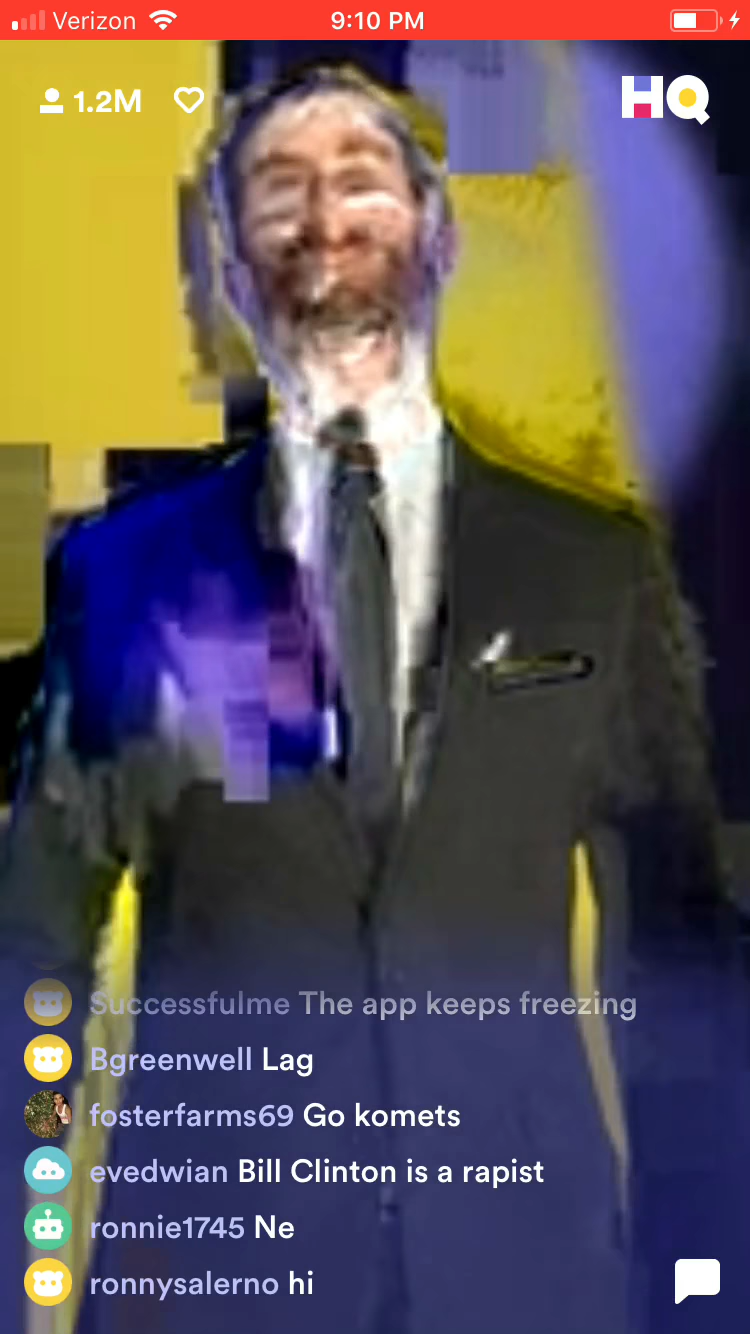 Verizon 9:10 PM
1.2M HQ
Successfulme The app keeps freezing
Bgreenwell Lag
fosterfarms69 Go komets
evedwian Bill Clinton is a rapist
ronnie1745 Ne
ronnysalerno hi